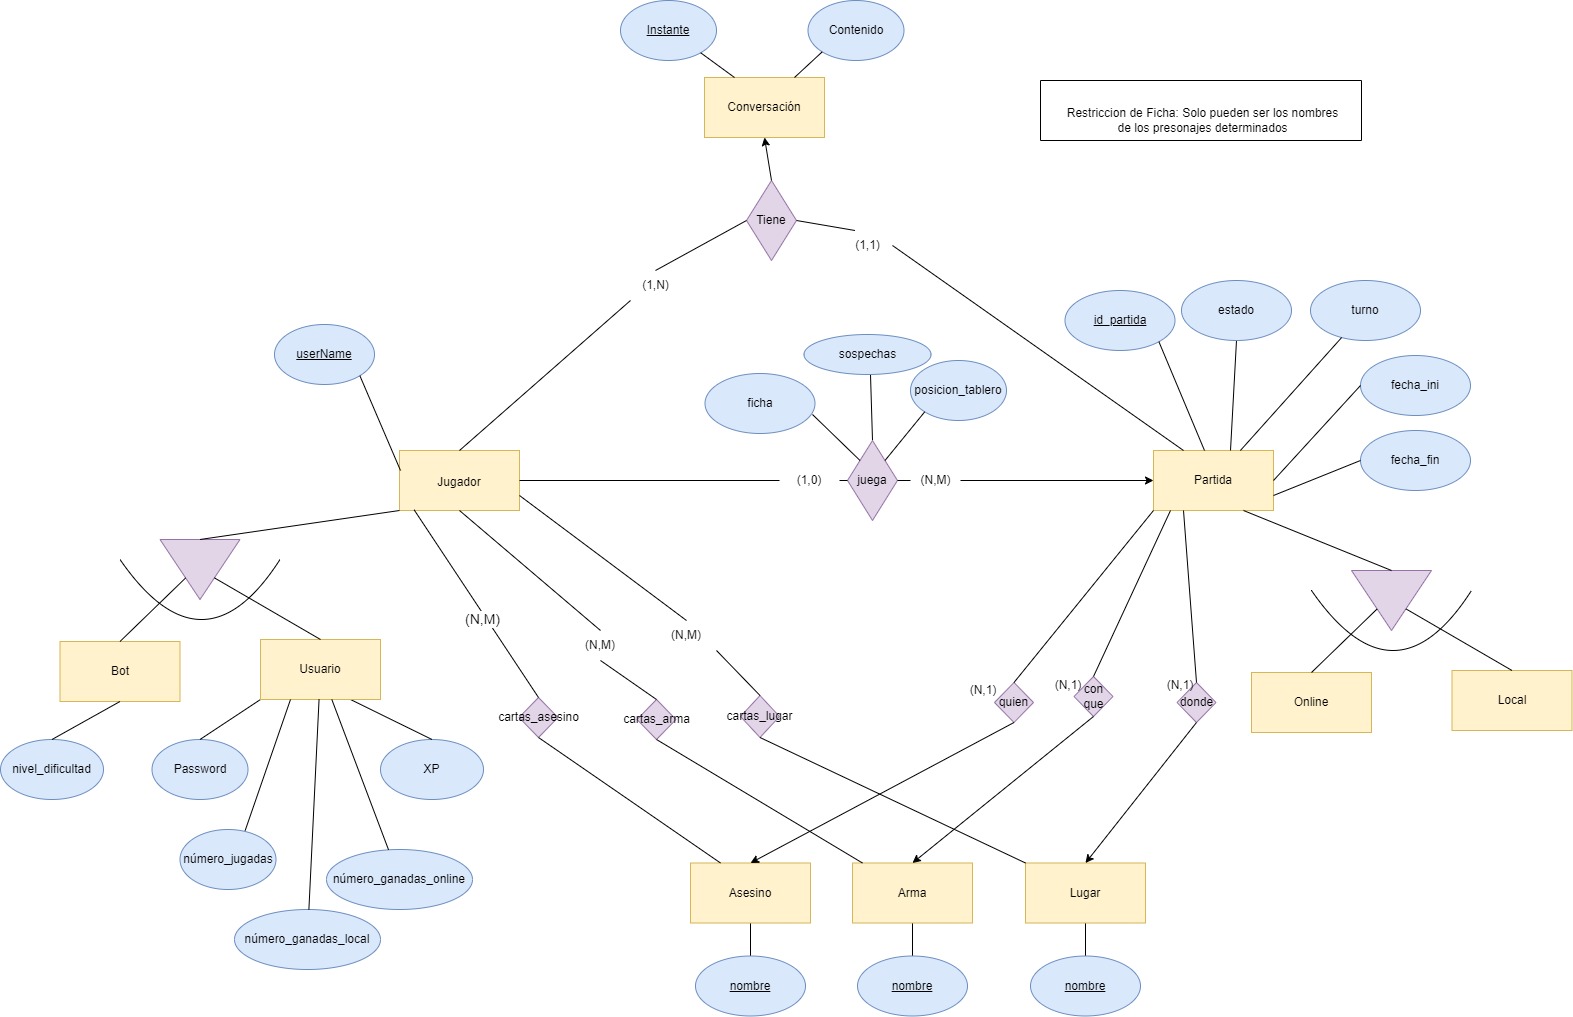 Instante
Contenido
Conversación
Restriccion de Ficha: Solo pueden ser los nombres
de los presonajes determinados
Tiene
(1,1)
(1,N)
id_partida
estado
turno
userName
sospechas
ficha
posicion_tablero
fecha_ini
fecha_fin
Jugador
(1,0)
juega
(N,M)
Partida
(N,M)
(N,M)
(N,M)
Bot
Usuario
(N,1)
quien
(N,1)
con
que
(N,1)
donde
Online
Local
cartas_asesino
cartas_arma
cartas_lugar
nivel_dificultad
Password
XP
número_jugadas
número_ganadas_online
número_ganadas_local
Asesino
Arma
Lugar
nombre
nombre
nombre